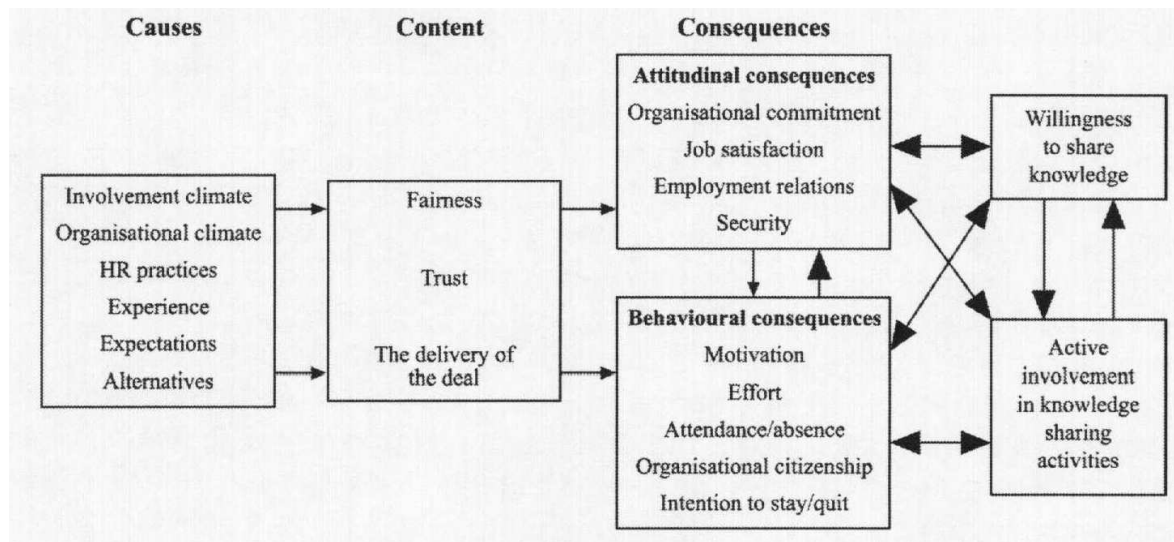 Causes
Content
Consequences
Involvement climate
Organisational climate
HR practices
Experience
Expectations
Alternatives
Fairness
Trust
The delivery of
the deal
Attitudinal consequences
Organisational commitment
Job satisfaction
Employment relations
Security
Behavioural consequences
Motivation
Effort
Attendance/absence
Organisational citizenship
Intention to stay/quit
Willingness
to share
knowledge
Active
involvement
in knowledge
sharing
activities